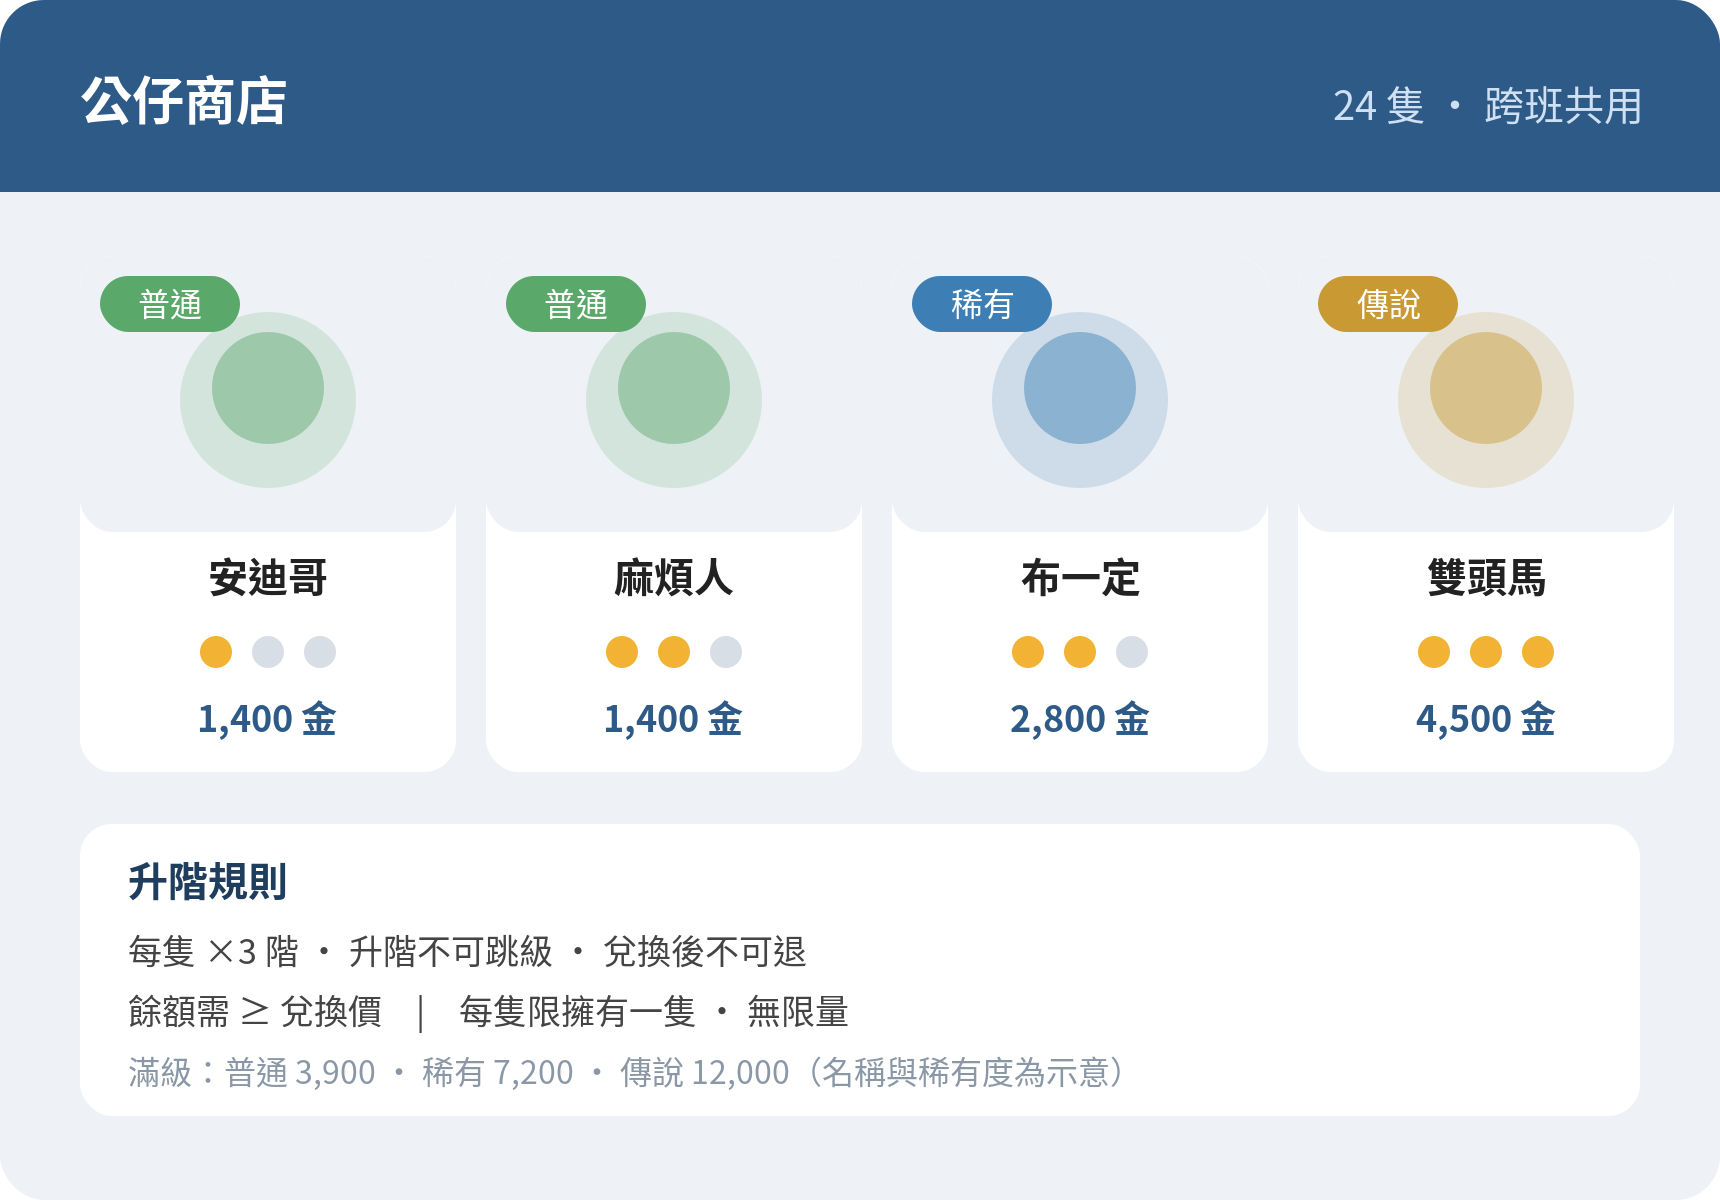 公仔商店
24 隻 · 跨班共用
普通
普通
稀有
傳說
安迪哥
麻煩人
布一定
雙頭馬
1,400 金
1,400 金
2,800 金
4,500 金
升階規則
每隻 ×3 階 · 升階不可跳級 · 兌換後不可退
餘額需 ≥ 兌換價 ｜ 每隻限擁有一隻 · 無限量
滿級：普通 3,900 · 稀有 7,200 · 傳說 12,000（名稱與稀有度為示意）